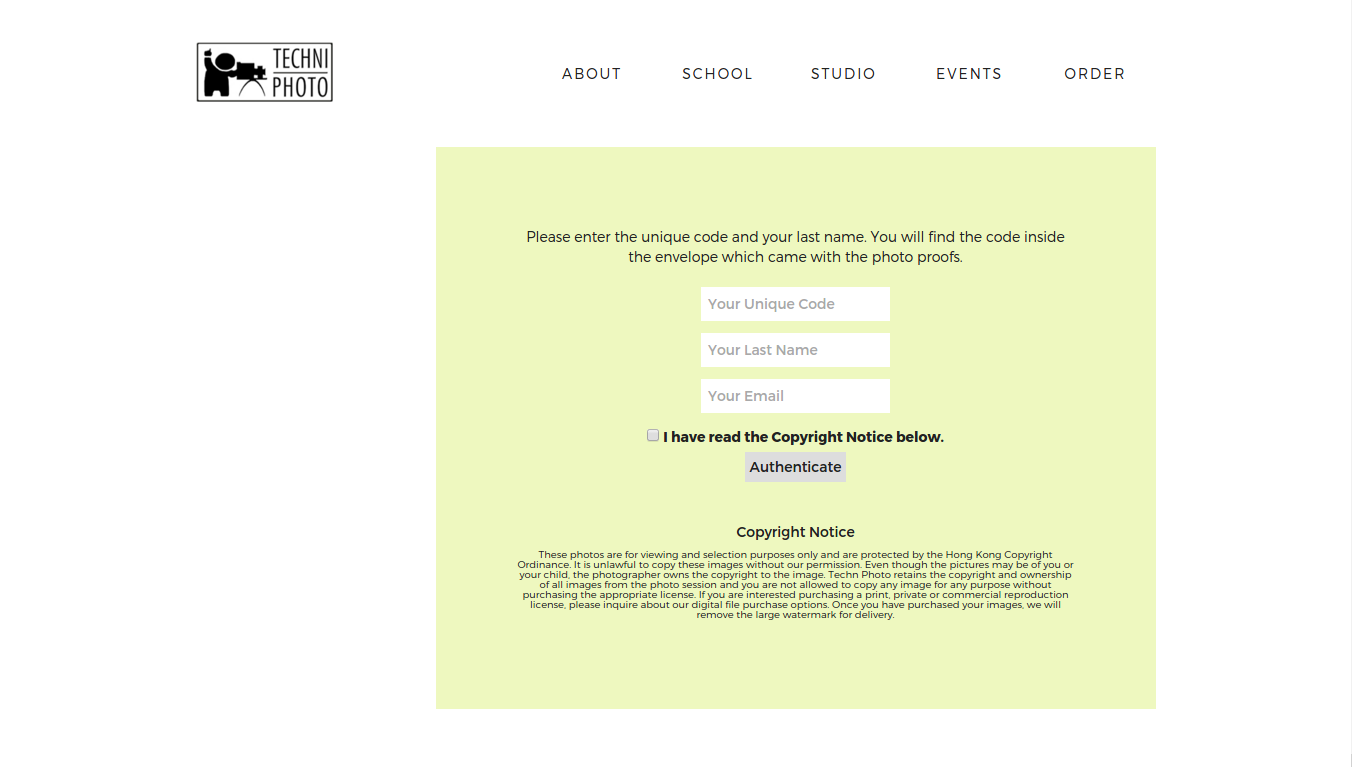 TECHNI
PHOTO
ABOUT SCHOOL STUDIO EVENTS ORDER
Please enter the unique code and your last name. You will find the code inside
the envelope which came with the photo proofs.
Your Unique Code
Your Last Name
Your Email
I have read the Copyright Notice below.
Authenticate
Copyright Notice
These photos are for viewing and selection purposes only and are protected by the Hong Kong Copyright
Ordinance. It is unlawful to copy these images without our permission. Even though the pictures may be of you or
your child, the photographer owns the copyright to the image. Techn Photo retains the copyright and ownership
of all images from the photo session and you are not allowed to copy any image for any purpose without
purchasing the appropriate license. If you are interested purchasing a print, private or commercial reproduction
license, please inquire about our digital file purchase options. Once you have purchased your images, we will
remove the large watermark for delivery.